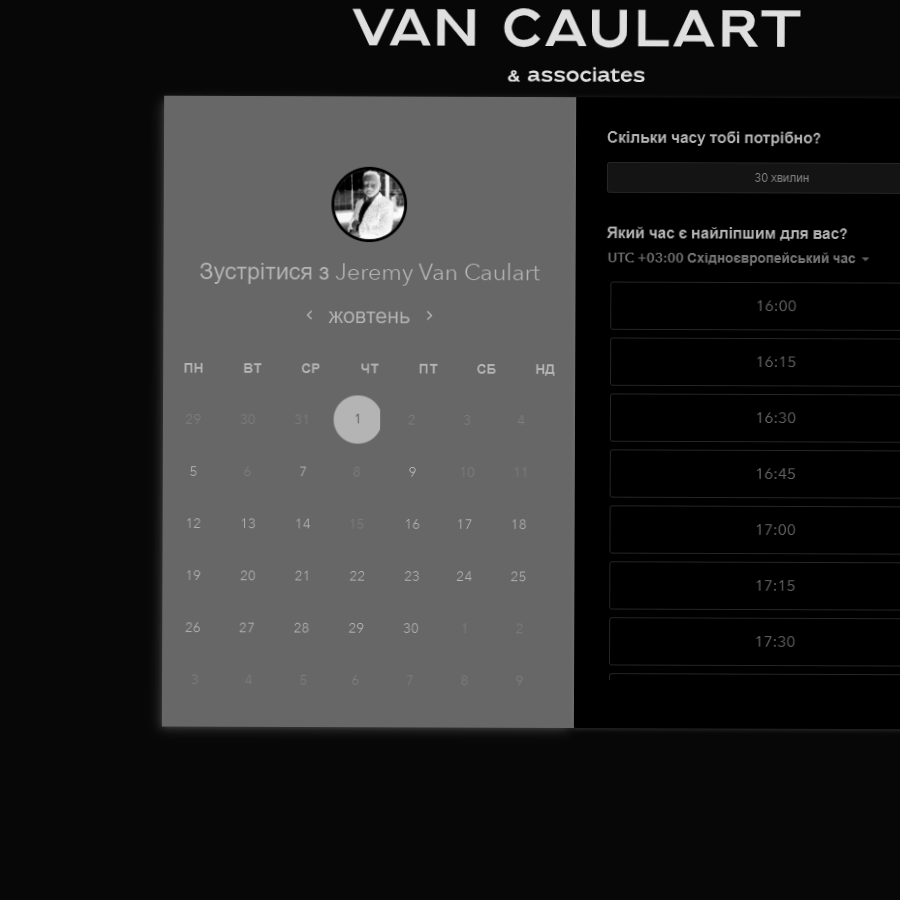 VAN CAULART
& associates
Зустрітися з Jeremy Van Caulart
жовтень
ПН ВТ СР ЧТ ПТ СБ НД
29 30 31 1 2 3 4
5 6 7 8 9 10 11
12 13 14 15 16 17 18
19 20 21 22 23 24 25
26 27 28 29 30 1 2
3 4 5 6 7 8 9
Скільки часу тобі потрібно?
30 хвилин
Який час є найліпшим для вас?
UTC +03:00 Східноєвропейський час
16:00
16:15
16:30
16:45
17:00
17:15
17:30